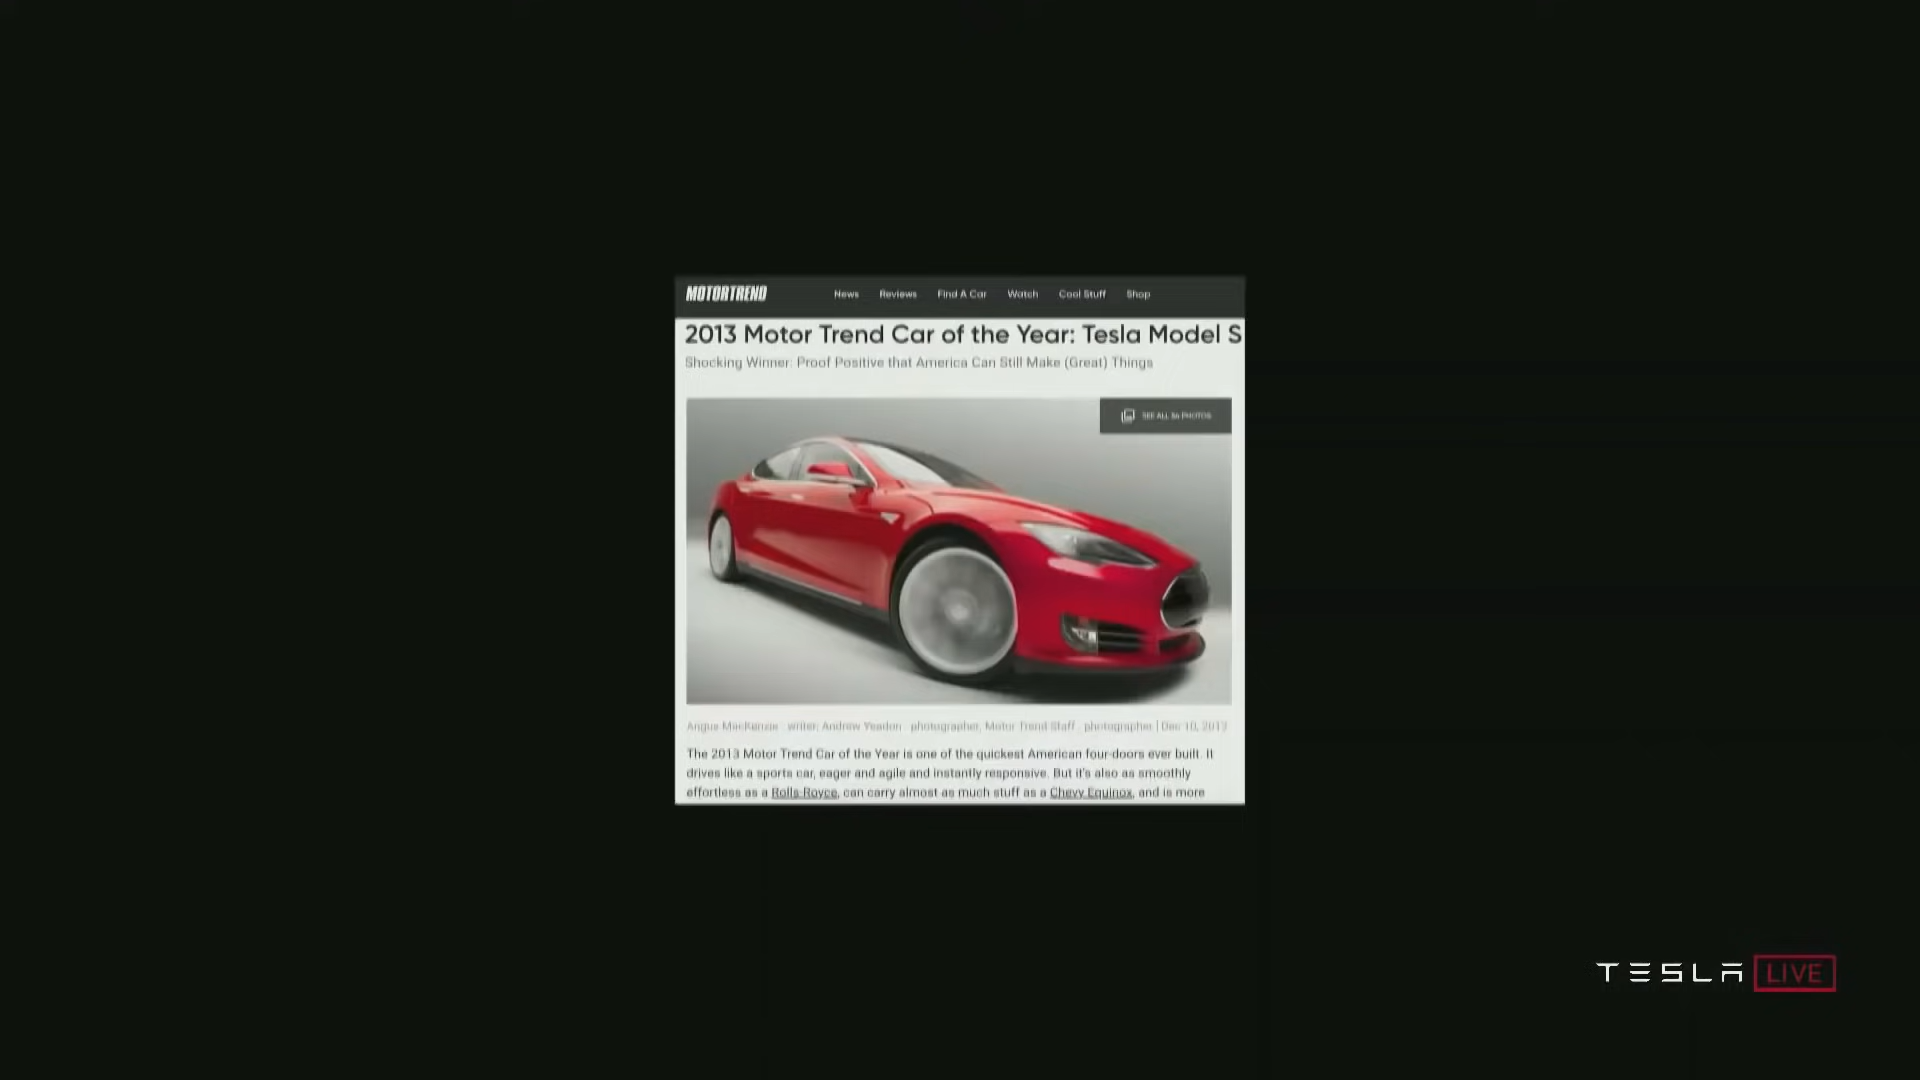 MOTORTREND News Reviews Find A Car Watch Cool Stuff Shop
2013 Motor Trend Car of the Year: Tesla Model S
Shocking Winner: Proof Positive that America Can Still Make (Great) Things
SEE ALL PHOTOS
Angus MacKenzie writer; Andrew Yeadon photographer; Motor Trend Staff photographer | Dec 10, 2012
The 2013 Motor Trend Car of the Year is one of the quickest American four-doors ever built. It
drives like a sports car, eager and agile and instantly responsive. But it's also as smoothly
effortless as a Rolls-Royce, can carry almost as much stuff as a Chevy Equinox, and is more
TESLA LIVE